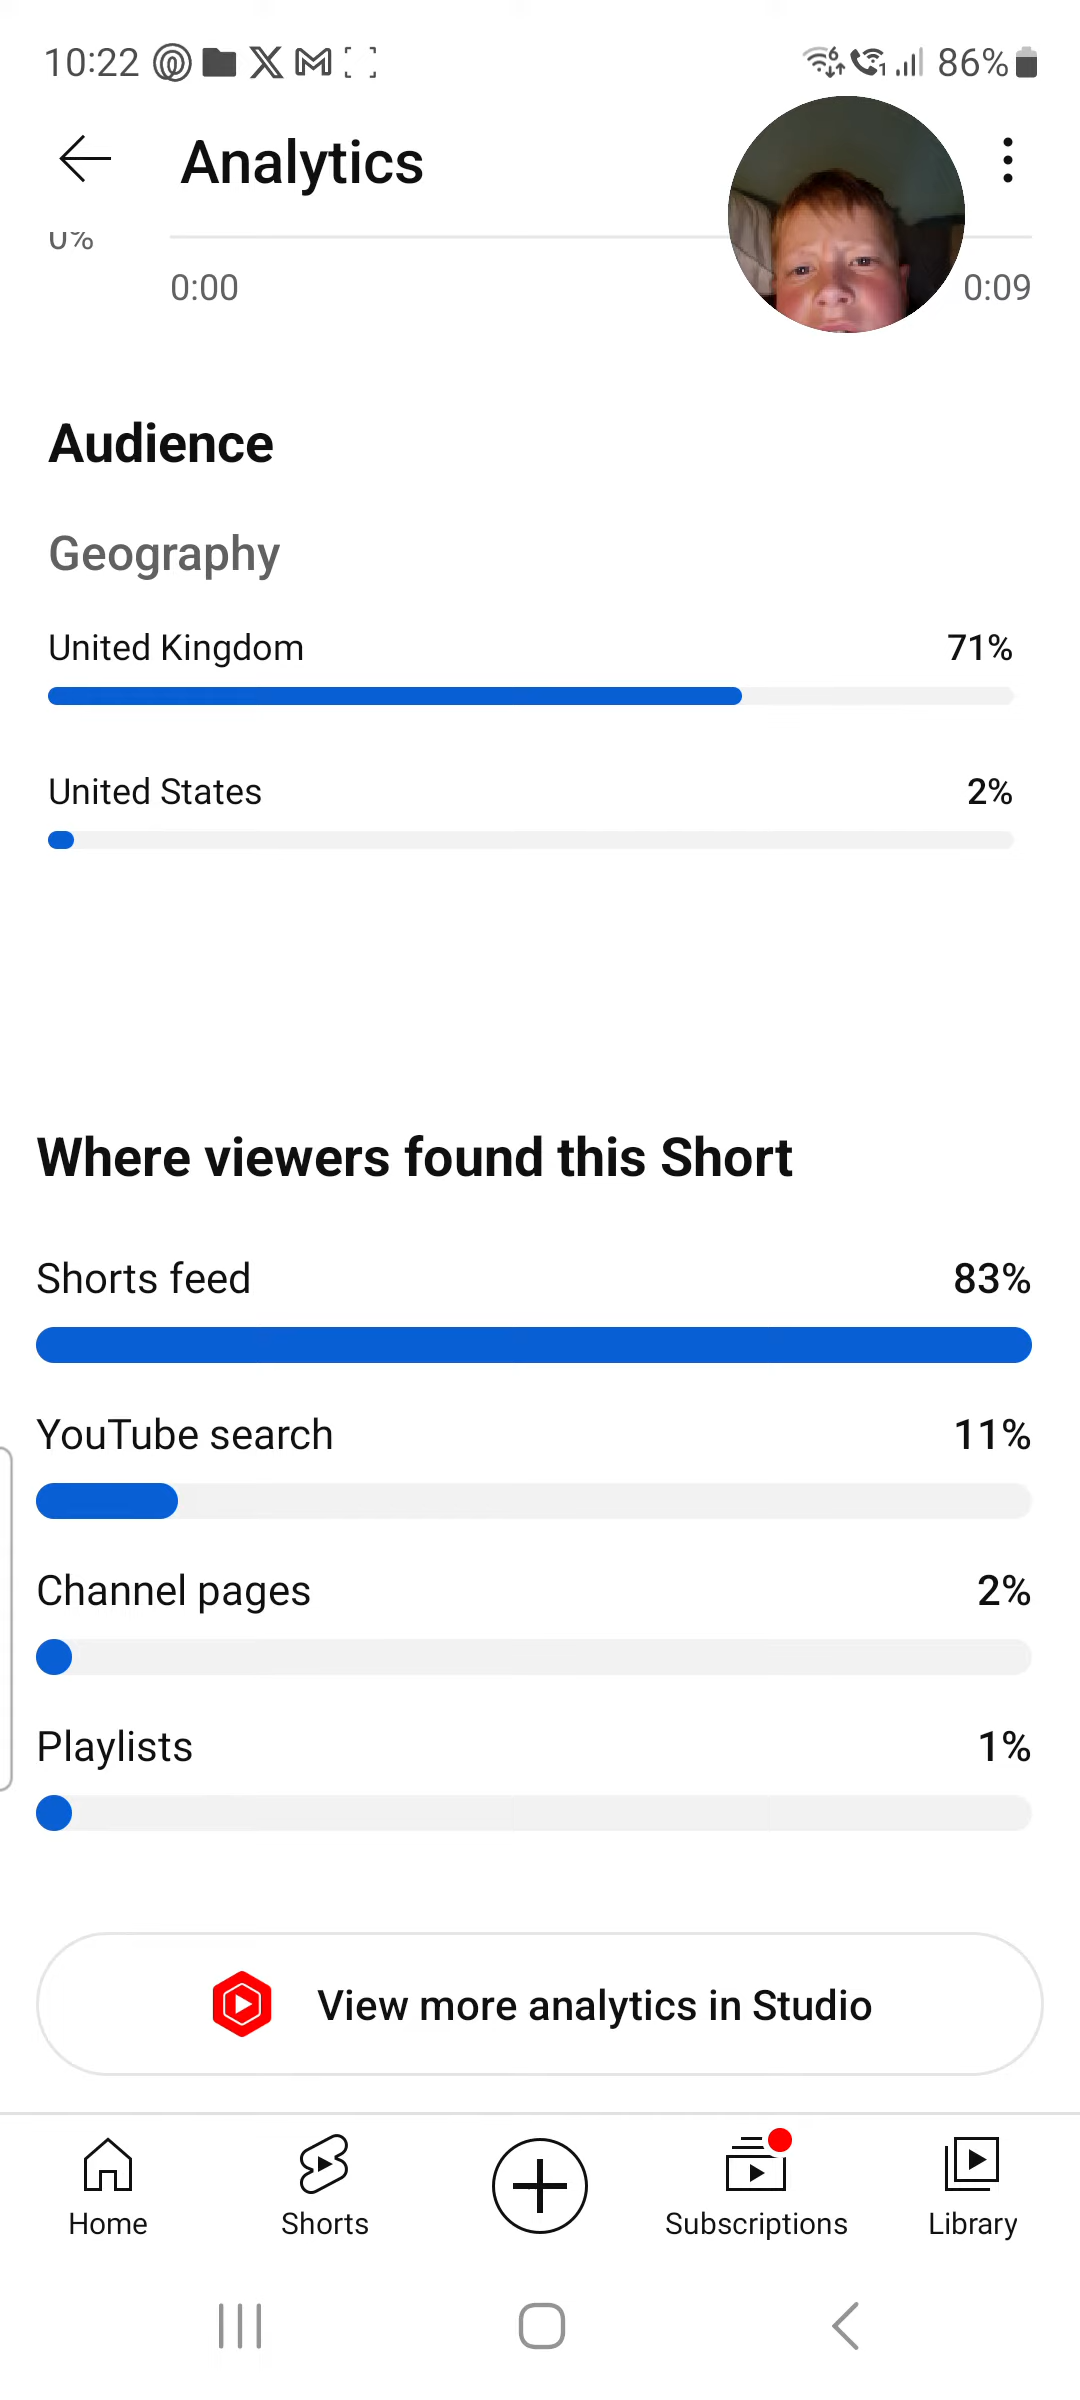 10:22 86%
Analytics
0%
0:00 0:09
Audience
Geography
United Kingdom 71%
United States 2%
Where viewers found this Short
Shorts feed 83%
YouTube search 11%
Channel pages 2%
Playlists 1%
View more analytics in Studio
Home Shorts Subscriptions Library